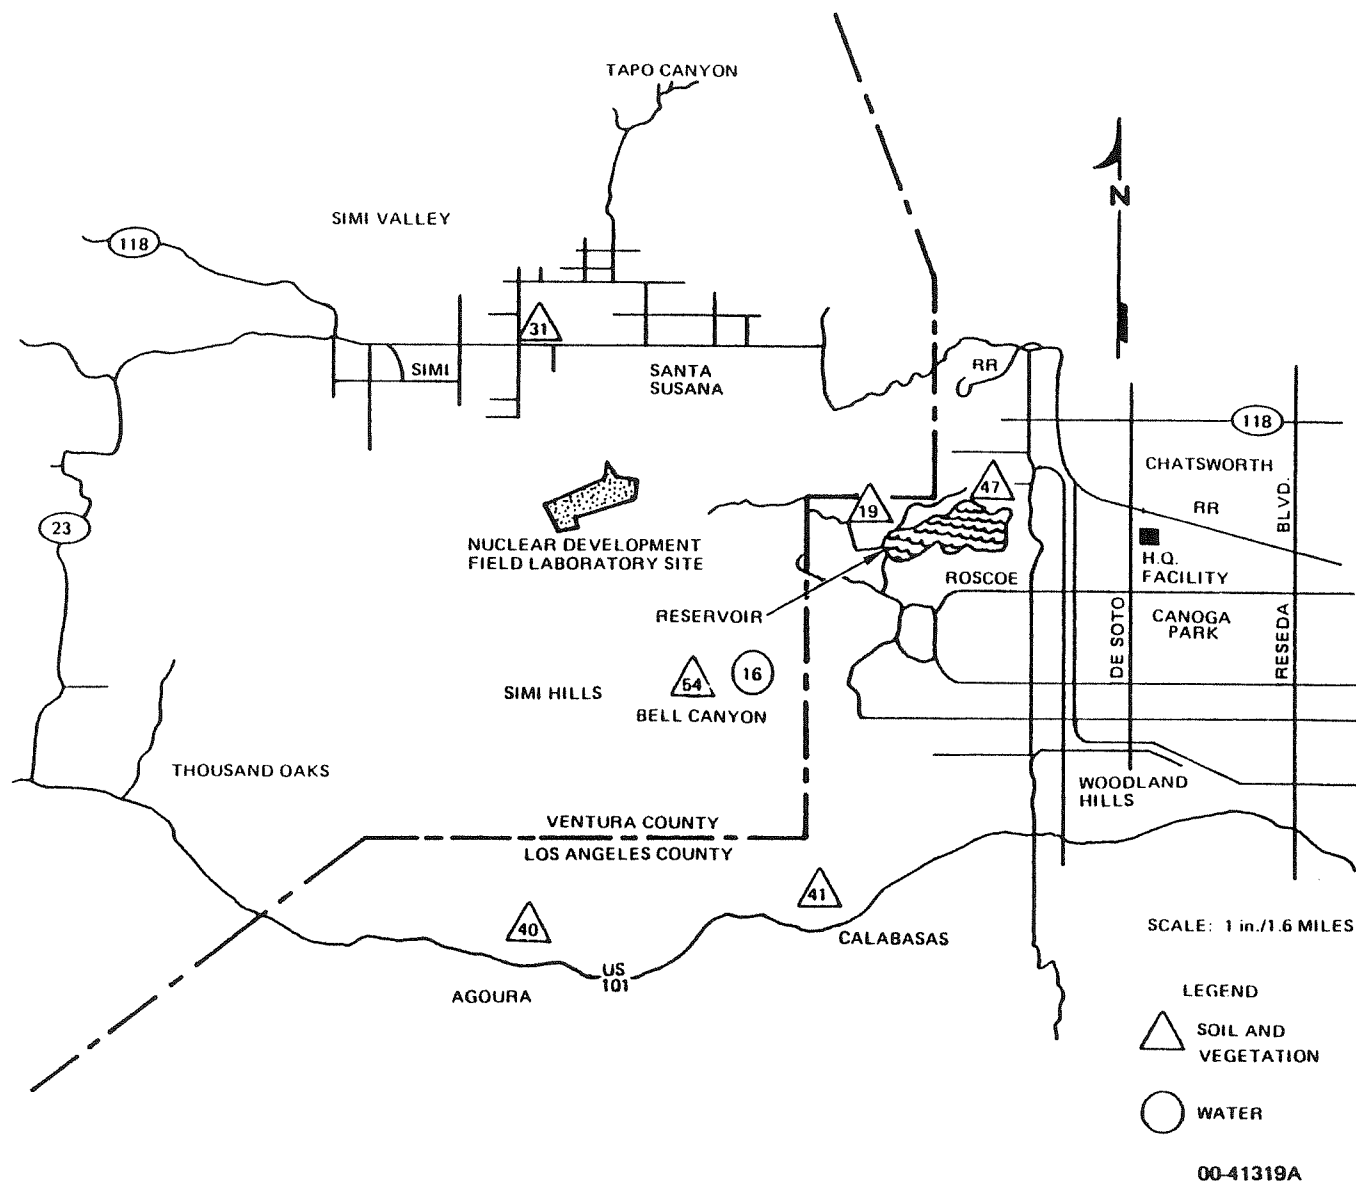 TAPO CANYON
N
SIMI VALLEY
118
31
SIMI
SANTA
SUSANA
RR
118
CHATSWORTH
47
19
RR
BLVD.
23
NUCLEAR DEVELOPMENT
FIELD LABORATORY SITE
H.Q.
FACILITY
ROSCOE
RESERVOIR
DE SOTO
CANOGA
PARK
RESEDA
54
16
SIMI HILLS
BELL CANYON
THOUSAND OAKS
WOODLAND
HILLS
VENTURA COUNTY
LOS ANGELES COUNTY
41
40
CALABASAS
SCALE: 1 in./1.6 MILES
US
101
AGOURA
LEGEND
SOIL AND
VEGETATION
WATER
00-41319A